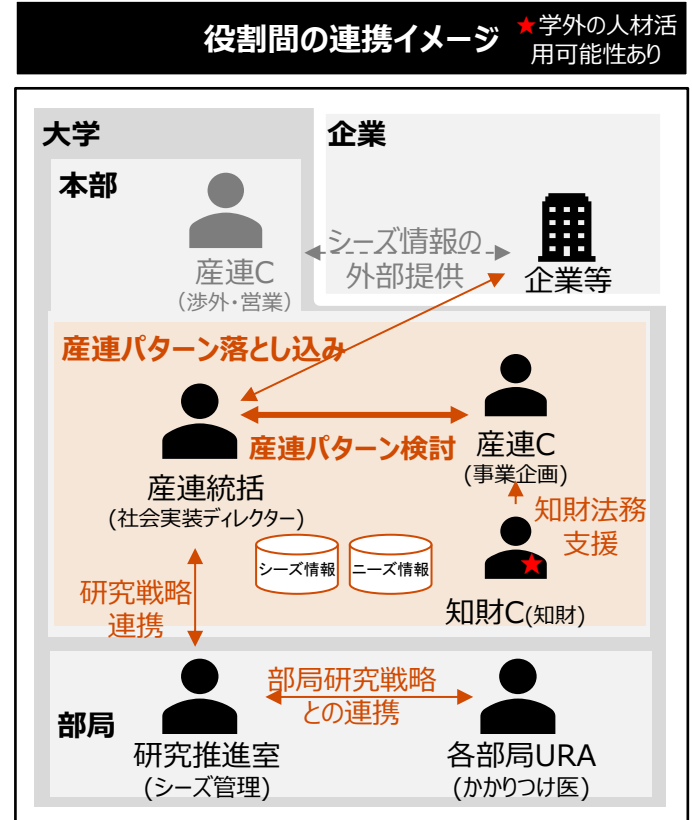 役割間の連携イメージ
★学外の人材活
用可能性あり
大学
企業
本部
産連C
(渉外・営業)
シーズ情報の
外部提供
企業等
産連パターン落とし込み
産連パターン検討
産連統括
(社会実装ディレクター)
産連C
(事業企画)
知財法務
支援
シーズ情報
ニーズ情報
知財C(知財)
研究戦略
連携
部局
研究推進室
(シーズ管理)
部局研究戦略
との連携
各部局URA
(かかりつけ医)